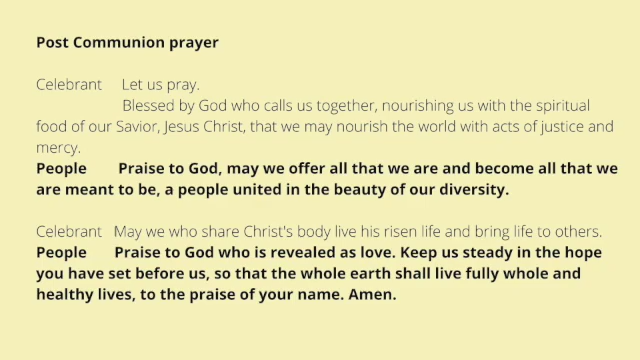 Post Communion prayer
Celebrant Let us pray.
Blessed by God who calls us together, nourishing us with the spiritual
food of our Savior, Jesus Christ, that we may nourish the world with acts of justice and
mercy.
People Praise to God, may we offer all that we are and become all that we
are meant to be, a people united in the beauty of our diversity.
Celebrant May we who share Christ's body live his risen life and bring life to others.
People Praise to God who is revealed as love. Keep us steady in the hope
you have set before us, so that the whole earth shall live fully whole and
healthy lives, to the praise of your name. Amen.